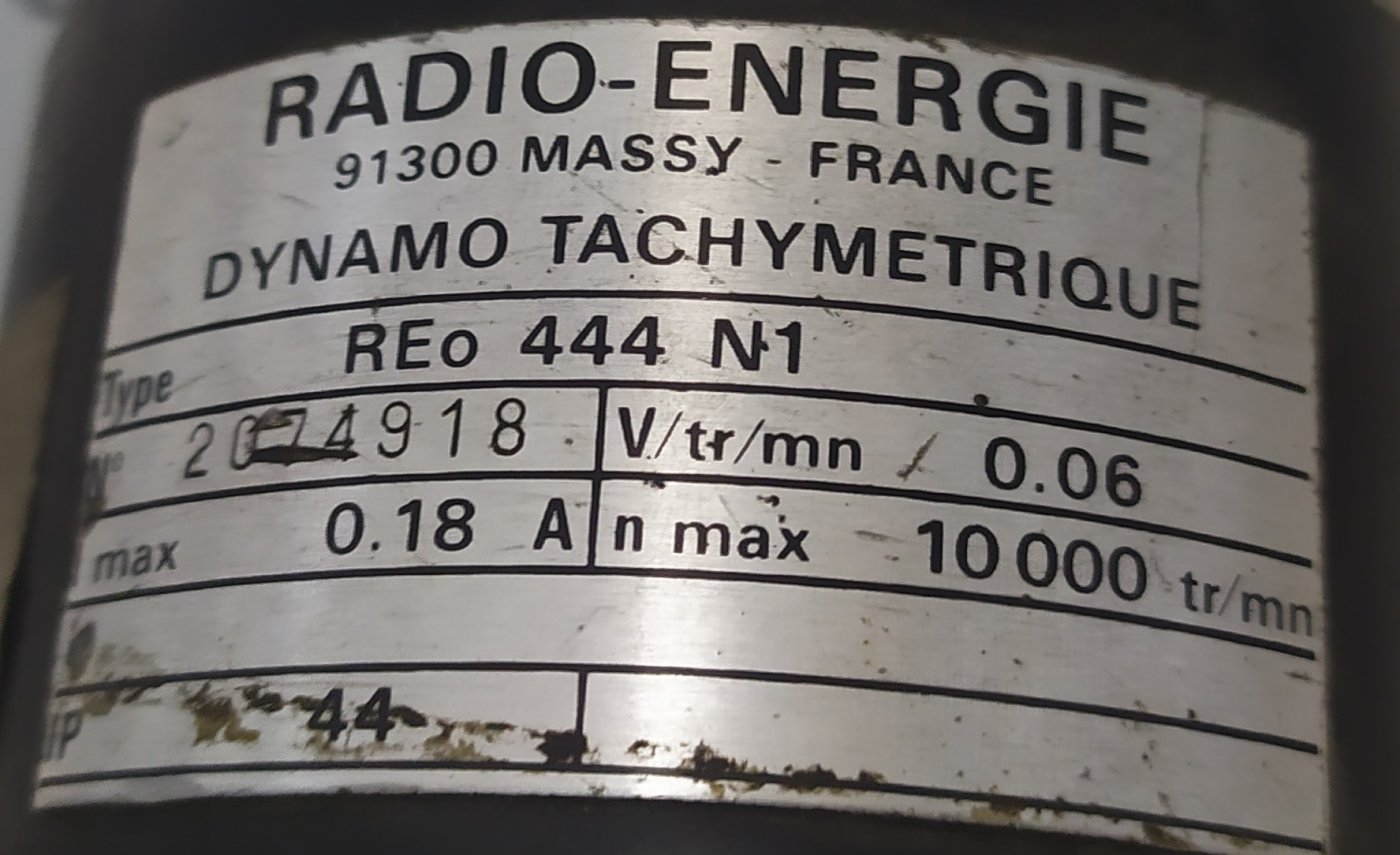 RADIO-ENERGIE
91300 MASSY - FRANCE
DYNAMO TACHYMETRIQUE
Type REo 444 N1
N° V/tr/mn / 0.06
max 0.18 A n max 10 000 tr/mn
IP 44